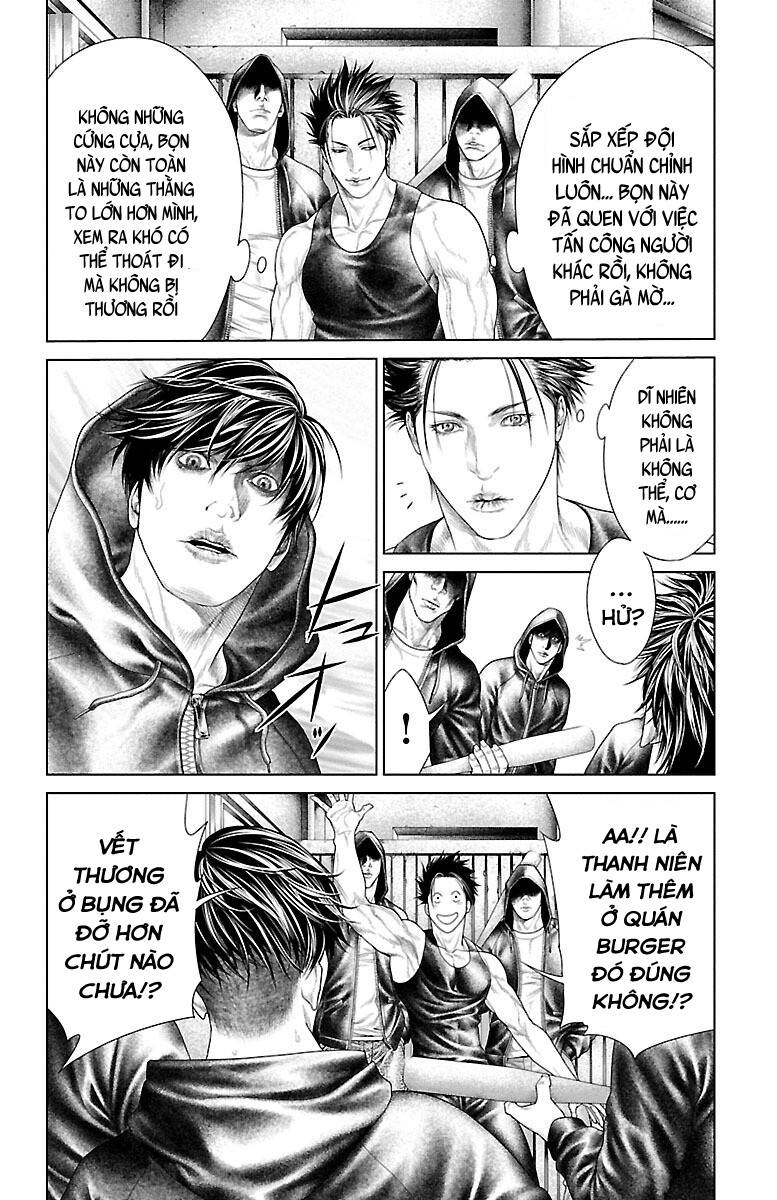 SẮP XẾP ĐỘI
HÌNH CHUẨN CHỈNH
LUÔN... BỌN NÀY
ĐÃ QUEN VỚI VIỆC
TẤN CÔNG NGƯỜI
KHÁC RỒI, KHÔNG
PHẢI GÀ MỜ...
KHÔNG NHỮNG
CỨNG CỰA, BỌN
NÀY CÒN TOÀN
LÀ NHỮNG THẰNG
TO LỚN HƠN MÌNH,
XEM RA KHÓ CÓ
THỂ THOÁT ĐI
MÀ KHÔNG BỊ
THƯƠNG RỒI
DĨ NHIÊN
KHÔNG
PHẢI LÀ
KHÔNG
THỂ, CƠ
MÀ......
...
HỬ?
!
AA!! LÀ
THANH NIÊN
LÀM THÊM
Ở QUÁN
BURGER
ĐÓ ĐÚNG
KHÔNG!?
VẾT
THƯƠNG
Ở BỤNG ĐÃ
ĐỠ HƠN
CHÚT NÀO
CHƯA!?